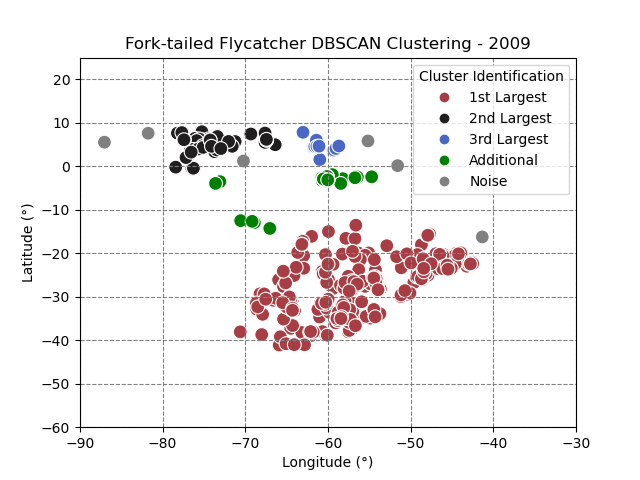 Fork-tailed Flycatcher DBSCAN Clustering - 2009
Cluster Identification
1st Largest
2nd Largest
3rd Largest
Additional
Noise
Latitude (°)
20
10
0
−10
−20
−30
−40
−50
−60
−90 −80 −70 −60 −50 −40 −30
Longitude (°)